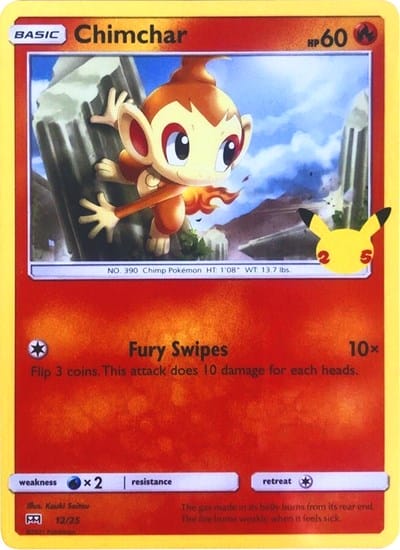 BASIC Chimchar HP60
25
NO. 390 Chimp Pokémon HT: 1'08" WT: 13.7 lbs.
Fury Swipes 10×
Flip 3 coins. This attack does 10 damage for each heads.
weakness ×2 resistance retreat
Illus. Kouki Saitou
12/25
The gas made in its belly burns from its rear end.
The fire burns weakly when it feels sick.